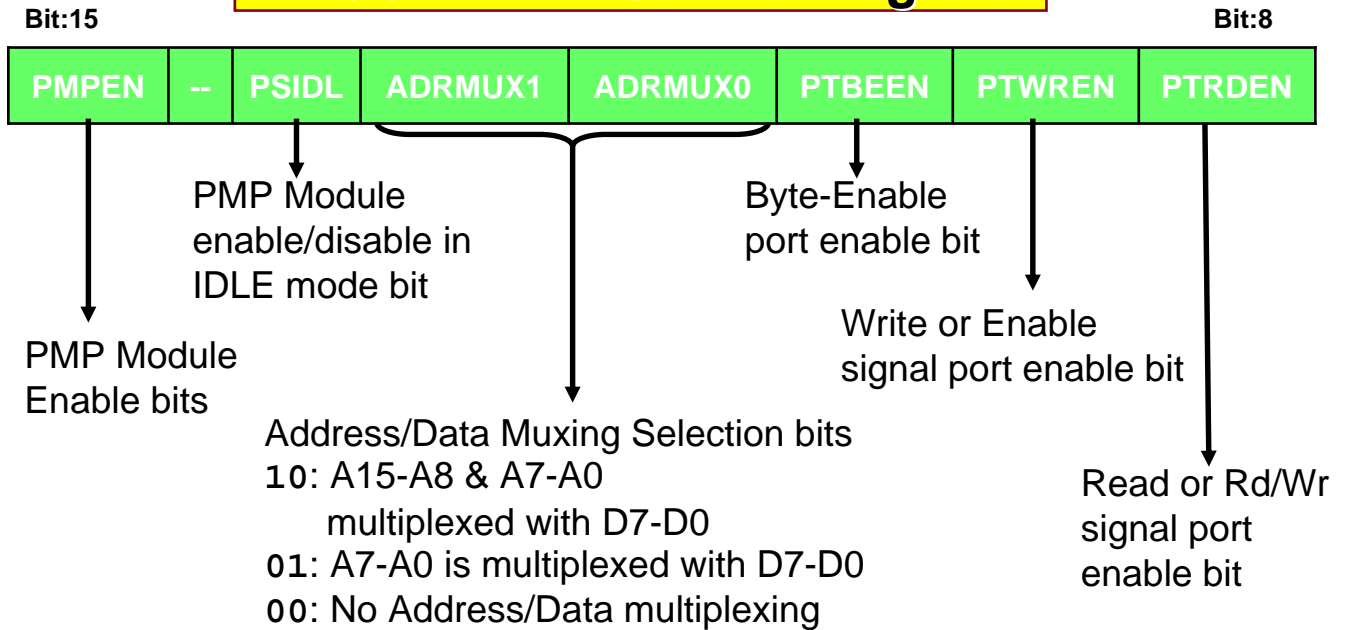 Bit:15
Bit:8
PMPEN -- PSIDL ADRMUX1 ADRMUX0 PTBEEN PTWREN PTRDEN
PMP Module
enable/disable in
IDLE mode bit
Byte-Enable
port enable bit
Write or Enable
signal port enable bit
PMP Module
Enable bits
Address/Data Muxing Selection bits
10: A15-A8 & A7-A0
multiplexed with D7-D0
01: A7-A0 is multiplexed with D7-D0
00: No Address/Data multiplexing
Read or Rd/Wr
signal port
enable bit